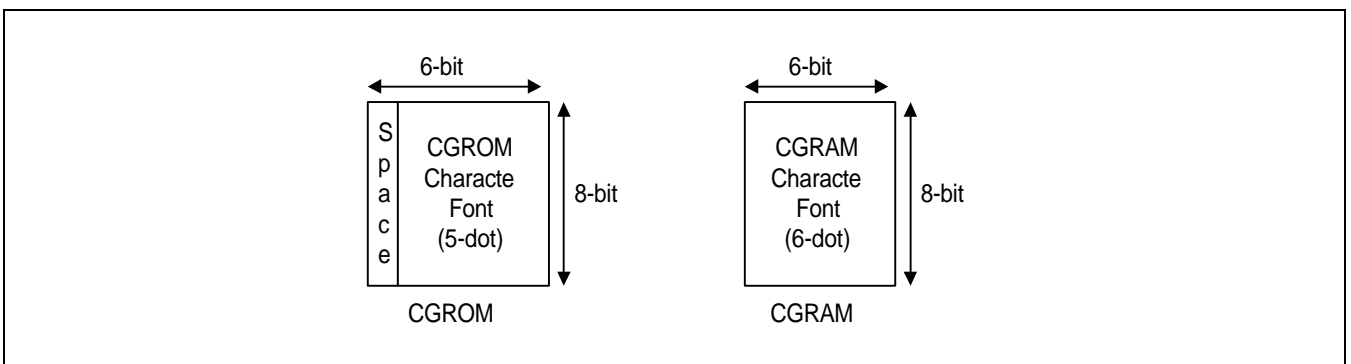 6-bit
S
p
a
c
e
CGROM
Characte
Font
(5-dot)
8-bit
CGROM
6-bit
CGRAM
Characte
Font
(6-dot)
8-bit
CGRAM